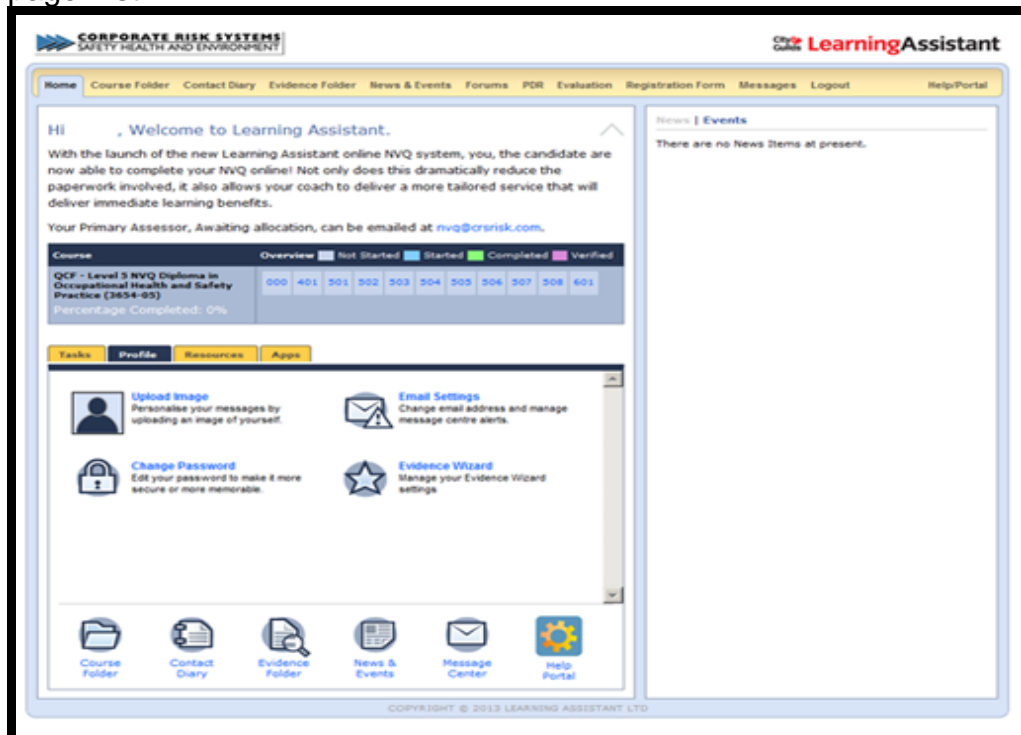 CORPORATE RISK SYSTEMS
SAFETY HEALTH AND ENVIRONMENT
City& Guilds LearningAssistant
Home Course Folder Contact Diary Evidence Folder News & Events Forums PDR Evaluation Registration Form Messages Logout Help/Portal
Hi , Welcome to Learning Assistant.
With the launch of the new Learning Assistant online NVQ system, you, the candidate are
now able to complete your NVQ online! Not only does this dramatically reduce the
paperwork involved, it also allows your coach to deliver a more tailored service that will
deliver immediate learning benefits.
Your Primary Assessor, Awaiting allocation, can be emailed at nvq@crsrisk.com.
Course Overview Not Started Started Completed Verified
QCF - Level 5 NVQ Diploma in
Occupational Health and Safety
Practice (3654-05)
Percentage Completed: 0%
000 401 501 502 503 504 505 506 507 508 601
Tasks Profile Resources Apps
Upload Image
Personalise your messages by
uploading an image of yourself.
Email Settings
Change email address and manage
message centre alerts.
Change Password
Edit your password to make it more
secure or more memorable.
Evidence Wizard
Manage your Evidence Wizard
settings
Course
Folder
Contact
Diary
Evidence
Folder
News &
Events
Message
Center
Help
Portal
News | Events
There are no News Items at present.
COPYRIGHT © 2013 LEARNING ASSISTANT LTD